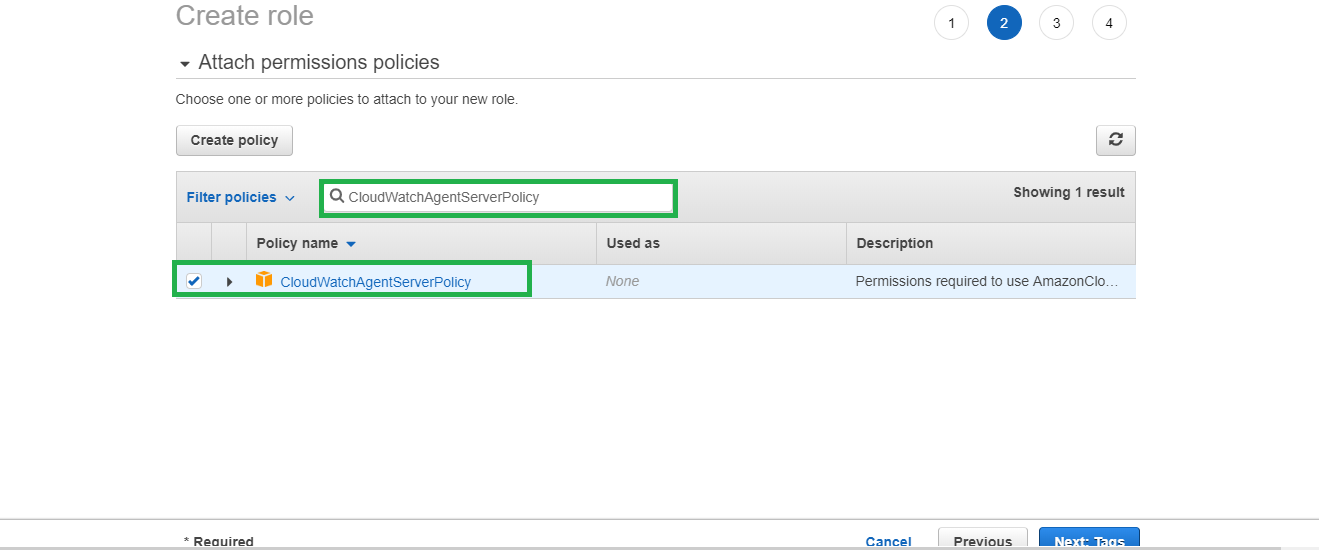 Create role
1 2 3 4
Attach permissions policies
Choose one or more policies to attach to your new role.
Create policy
Filter policies CloudWatchAgentServerPolicy Showing 1 result
Policy name Used as Description
CloudWatchAgentServerPolicy None Permissions required to use AmazonClo…
* Required Cancel Previous Next: Tags